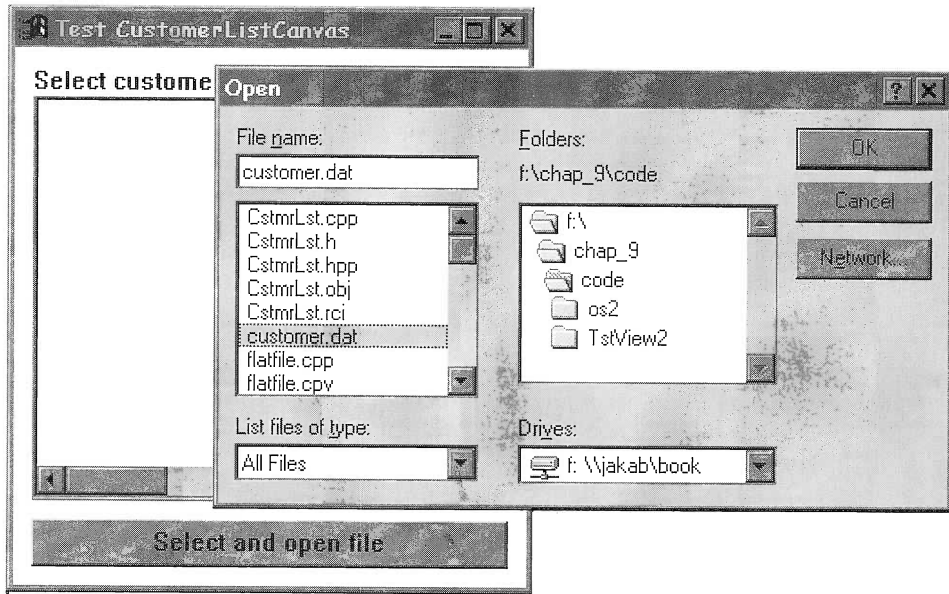 Test CustomerListCanvas
Select custome
Open
File name:
customer.dat
CstmrLst.cpp
CstmrLst.h
CstmrLst.hpp
CstmrLst.obj
CstmrLst.rci
customer.dat
flatfile.cpp
flatfile.cpv
List files of type:
All Files
Folders:
f:\chap_9\code
f:\
chap_9
code
os2
TstView2
Drives:
f: \\jakab\book
OK
Cancel
Network...
Select and open file